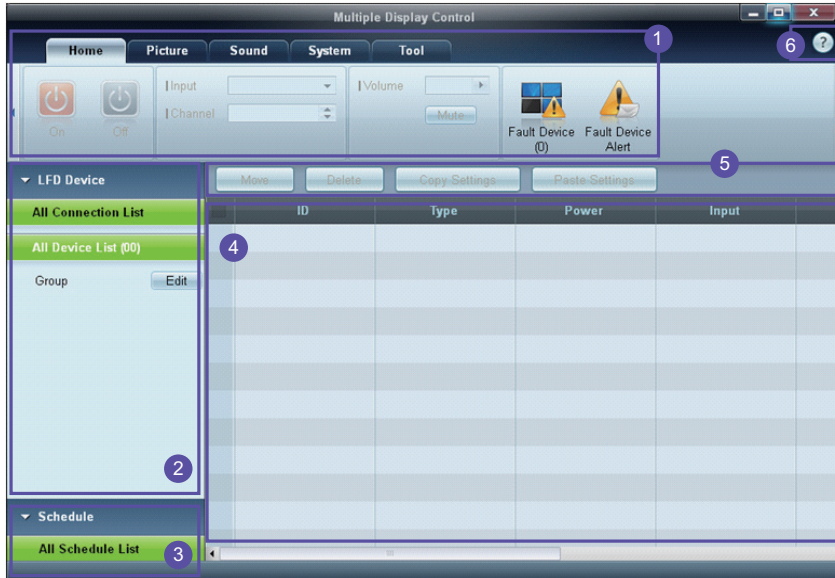 Multiple Display Control
1
6
?
Home Picture Sound System Tool
Input
Channel
Volume
Mute
On Off
Fault Device
(0)
Fault Device
Alert
5
LFD Device
Move Delete Copy Settings Paste Settings
All Connection List
ID Type Power Input
All Device List (00)
4
Group Edit
2
Schedule
All Schedule List
3